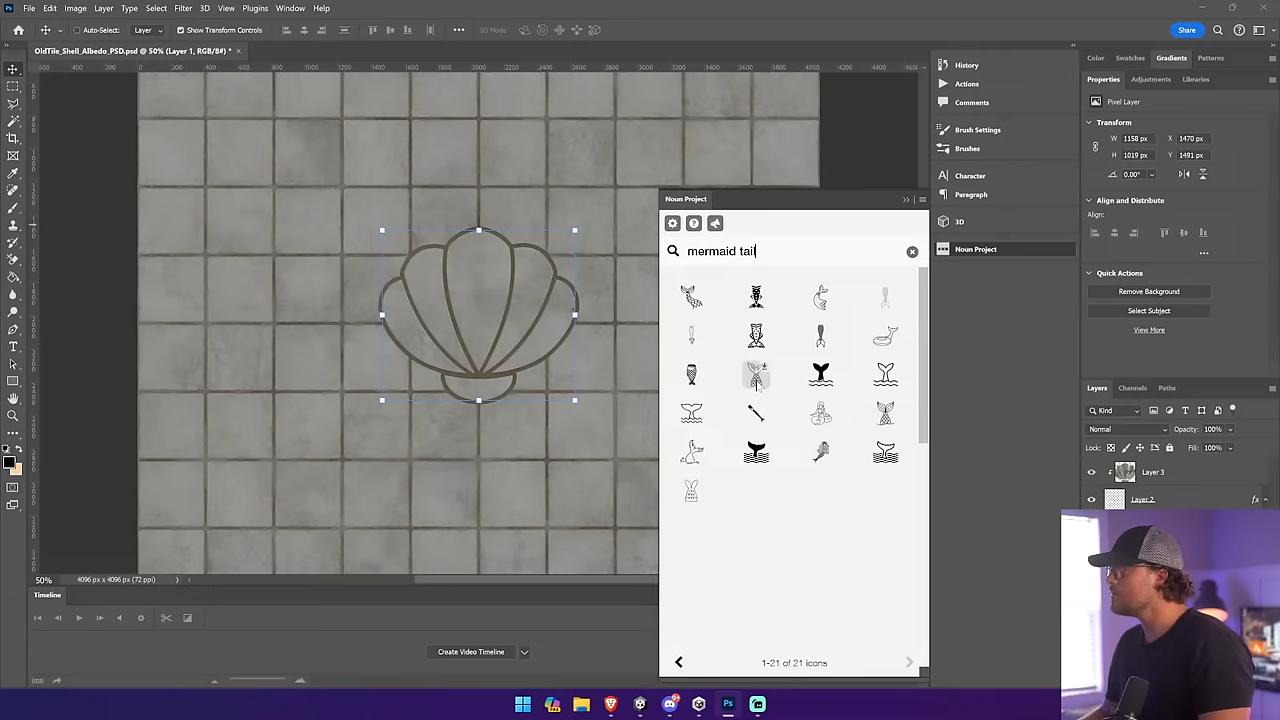 Ps File Edit Image Layer Type Select Filter 3D View Plugins Window Help
Auto-Select: Layer Show Transform Controls 3D Mode: Share
OldTile_Shell_Albedo_PSD.psd @ 50% (Layer 1, RGB/8#) * ×
History
Actions
Comments
Brush Settings
Brushes
Character
Paragraph
3D
Noun Project
Color Swatches Gradients Patterns
Properties Adjustments Libraries
Pixel Layer
Transform
W 1158 px X 1470 px
H 1019 px Y 1491 px
0.00°
Align and Distribute
Align:
Quick Actions
Remove Background
Select Subject
View More
Layers Channels Paths
Kind
Normal Opacity: 100%
Lock: Fill: 100%
Layer 3
Layer 2 fx
Noun Project
mermaid tail
1-21 of 21 icons
50% 4096 px x 4096 px (72 ppi)
Timeline
Create Video Timeline